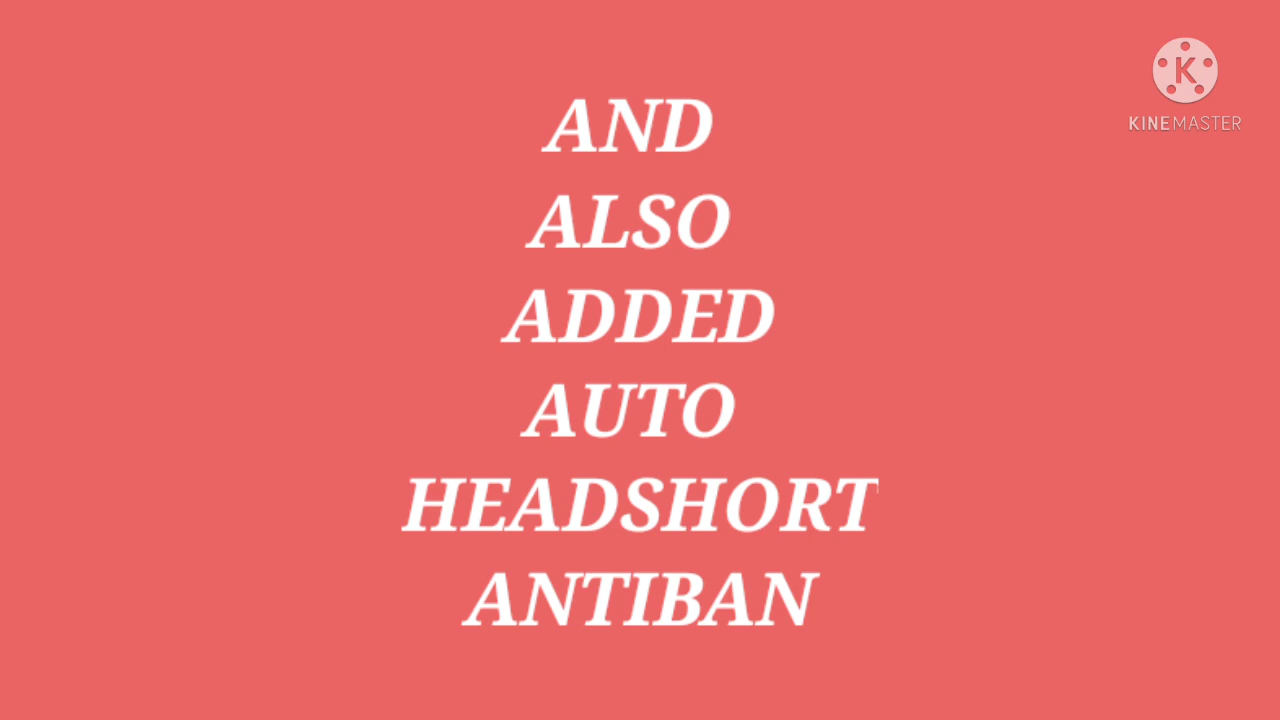 AND
ALSO
ADDED
AUTO
HEADSHORT
ANTIBAN
K
KINEMASTER